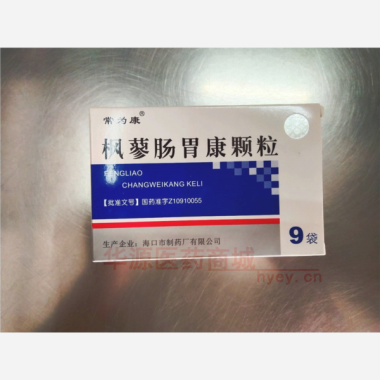 常为康®
枫蓼肠胃康颗粒
FENGLIAO
CHANGWEIKANG KELI
【批准文号】国药准字Z10910055
生产企业：海口市制药厂有限公司
9袋
华源医药商城
hyey.cn